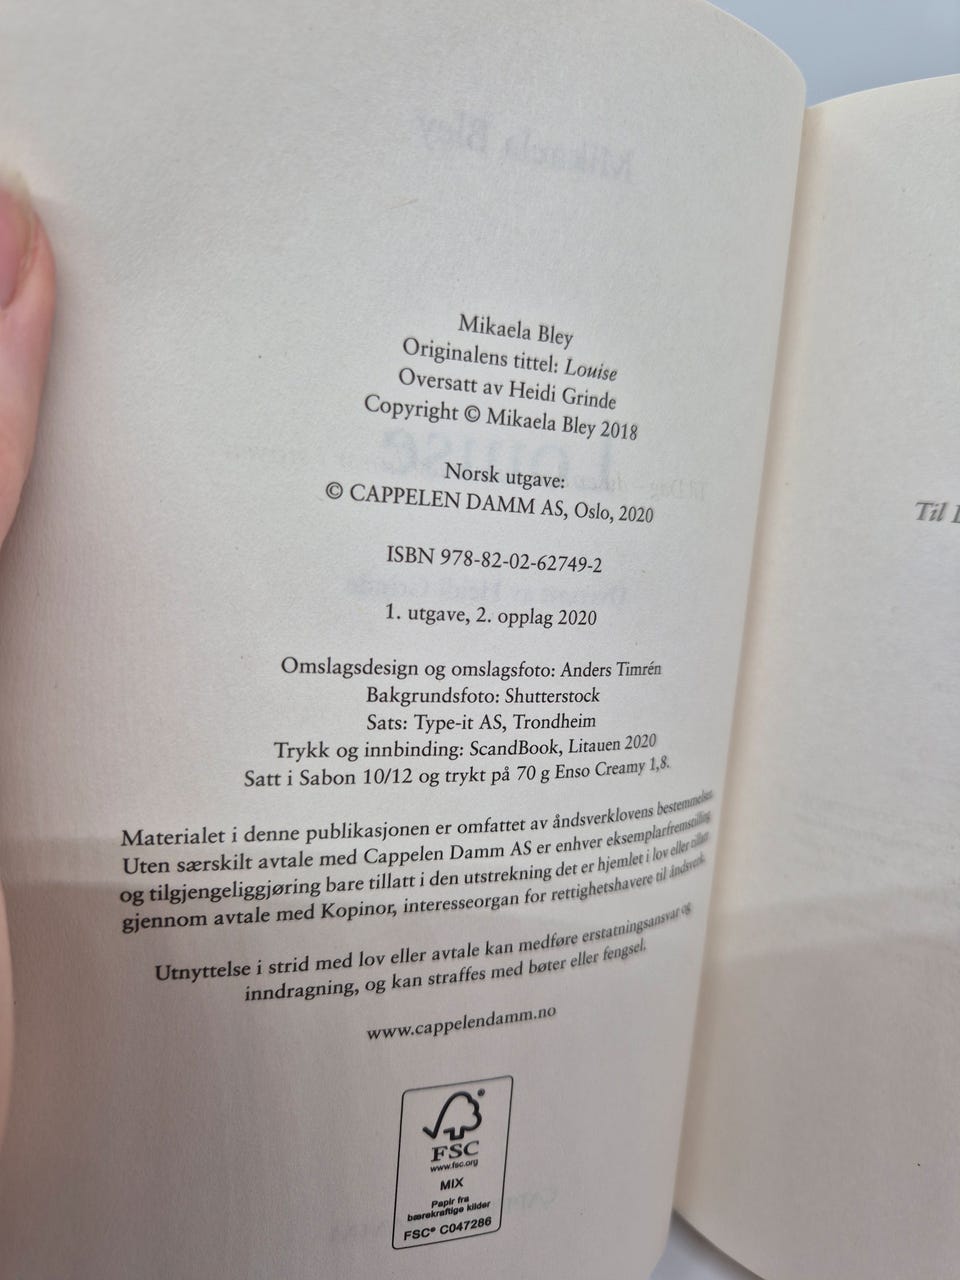 Mikaela Bley
Originalens tittel: Louise
Oversatt av Heidi Grinde
Copyright © Mikaela Bley 2018
Norsk utgave:
© CAPPELEN DAMM AS, Oslo, 2020
ISBN 978-82-02-62749-2
1. utgave, 2. opplag 2020
Omslagsdesign og omslagsfoto: Anders Timrén
Bakgrunnsfoto: Shutterstock
Sats: Type-it AS, Trondheim
Trykk og innbinding: ScandBook, Litauen 2020
Satt i Sabon 10/12 og trykt på 70 g Enso Creamy 1,8.
Materialet i denne publikasjonen er omfattet av åndsverklovens bestemmelser.
Uten særskilt avtale med Cappelen Damm AS er enhver eksemplarfremstilling
og tilgjengeliggjøring bare tillatt i den utstrekning det er hjemlet i lov eller tillatt
gjennom avtale med Kopinor, interesseorgan for rettighetshavere til åndsverk.
Utnyttelse i strid med lov eller avtale kan medføre erstatningsansvar og
inndragning, og kan straffes med bøter eller fengsel.
www.cappelendamm.no
FSC
www.fsc.org
MIX
Papir fra
bærekraftige kilder
FSC® C047286
Til